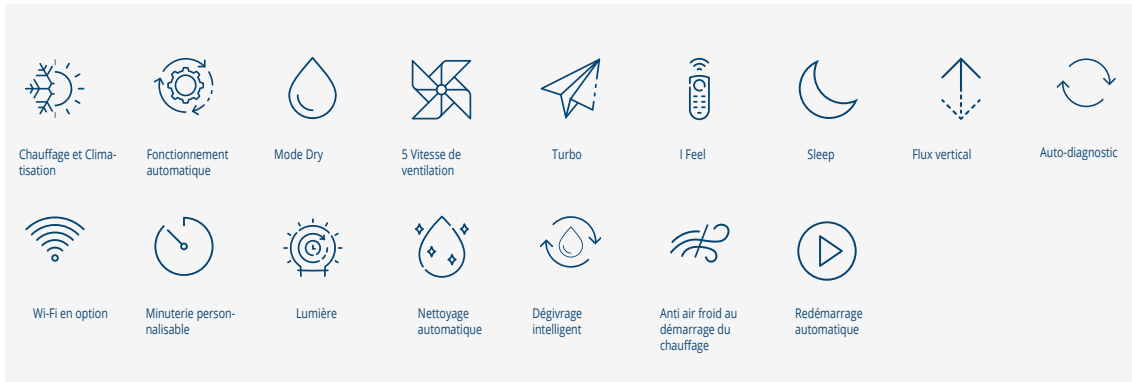 Chauffage et Clima-
tisation
Fonctionnement
automatique
Mode Dry
5 Vitesse de
ventilation
Turbo
I Feel
Sleep
Flux vertical
Auto-diagnostic
Wi-Fi en option
Minuterie person-
nalisable
Lumière
Nettoyage
automatique
Dégivrage
intelligent
Anti air froid au
démarrage du
chauffage
Redémarrage
automatique